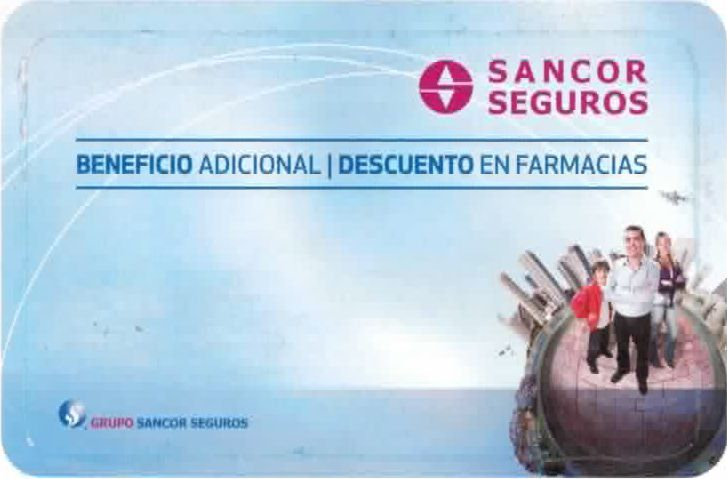 SANCOR
SEGUROS
BENEFICIO ADICIONAL | DESCUENTO EN FARMACIAS
GRUPO SANCOR SEGUROS